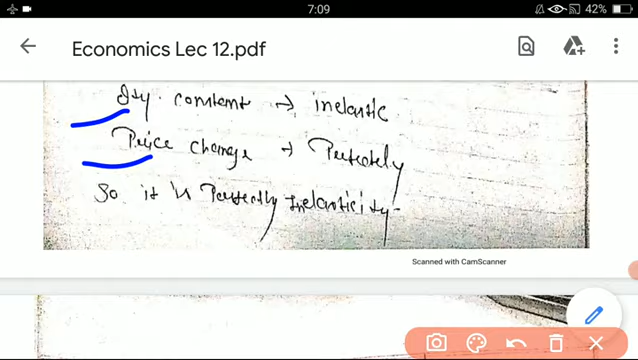 7:09
42%
Economics Lec 12.pdf
Qty. constant → inelastic
Price change → Perfectely
So it is Perfectly Inelasticity-
Scanned with CamScanner